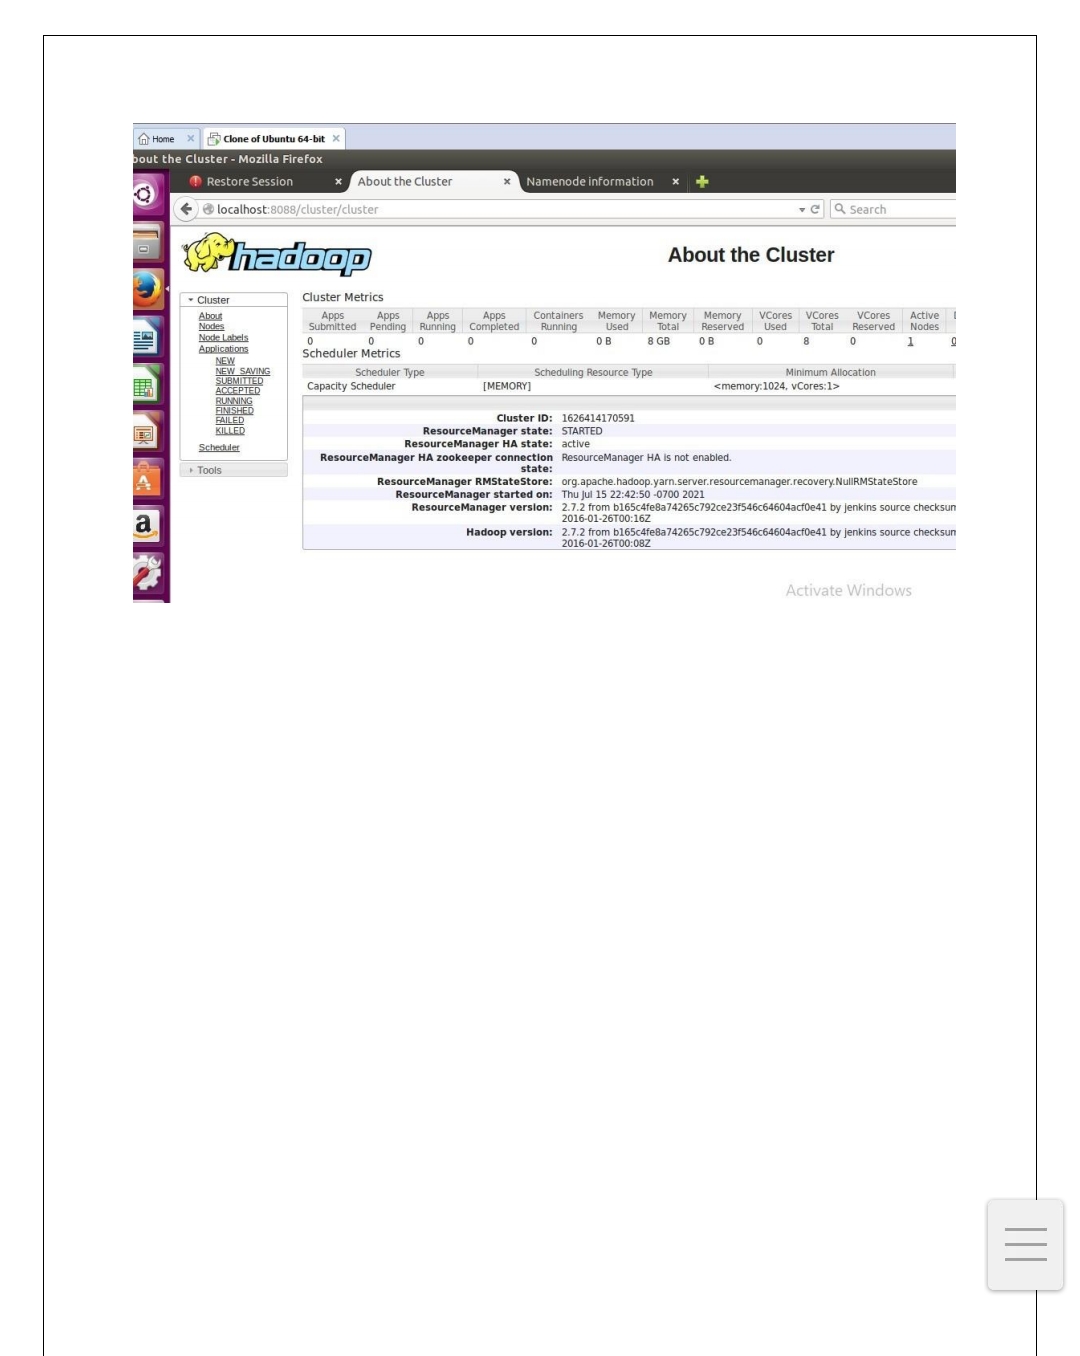 Home
Clone of Ubuntu 64-bit
bout the Cluster - Mozilla Firefox
Restore Session
About the Cluster
Namenode information
localhost:8088/cluster/cluster
Search
hadoop
About the Cluster
Cluster
About
Nodes
Node Labels
Applications
NEW
NEW_SAVING
SUBMITTED
ACCEPTED
RUNNING
FINISHED
FAILED
KILLED
Scheduler
Tools
Cluster Metrics
Apps Submitted Apps Pending Apps Running Apps Completed Containers Running Memory Used Memory Total Memory Reserved VCores Used VCores Total VCores Reserved Active Nodes
0 0 0 0 0 0 B 8 GB 0 B 0 8 0 1 0
Scheduler Metrics
Scheduler Type Scheduling Resource Type Minimum Allocation
Capacity Scheduler [MEMORY] <memory:1024, vCores:1>
Cluster ID: 1626414170591
ResourceManager state: STARTED
ResourceManager HA state: active
ResourceManager HA zookeeper connection state: ResourceManager HA is not enabled.
ResourceManager RMStateStore: org.apache.hadoop.yarn.server.resourcemanager.recovery.NullRMStateStore
ResourceManager started on: Thu Jul 15 22:42:50 -0700 2021
ResourceManager version: 2.7.2 from b165c4fe8a74265c792ce23f546c64604acf0e41 by jenkins source checksum
2016-01-26T00:16Z
Hadoop version: 2.7.2 from b165c4fe8a74265c792ce23f546c64604acf0e41 by jenkins source checksum
2016-01-26T00:08Z
Activate Windows